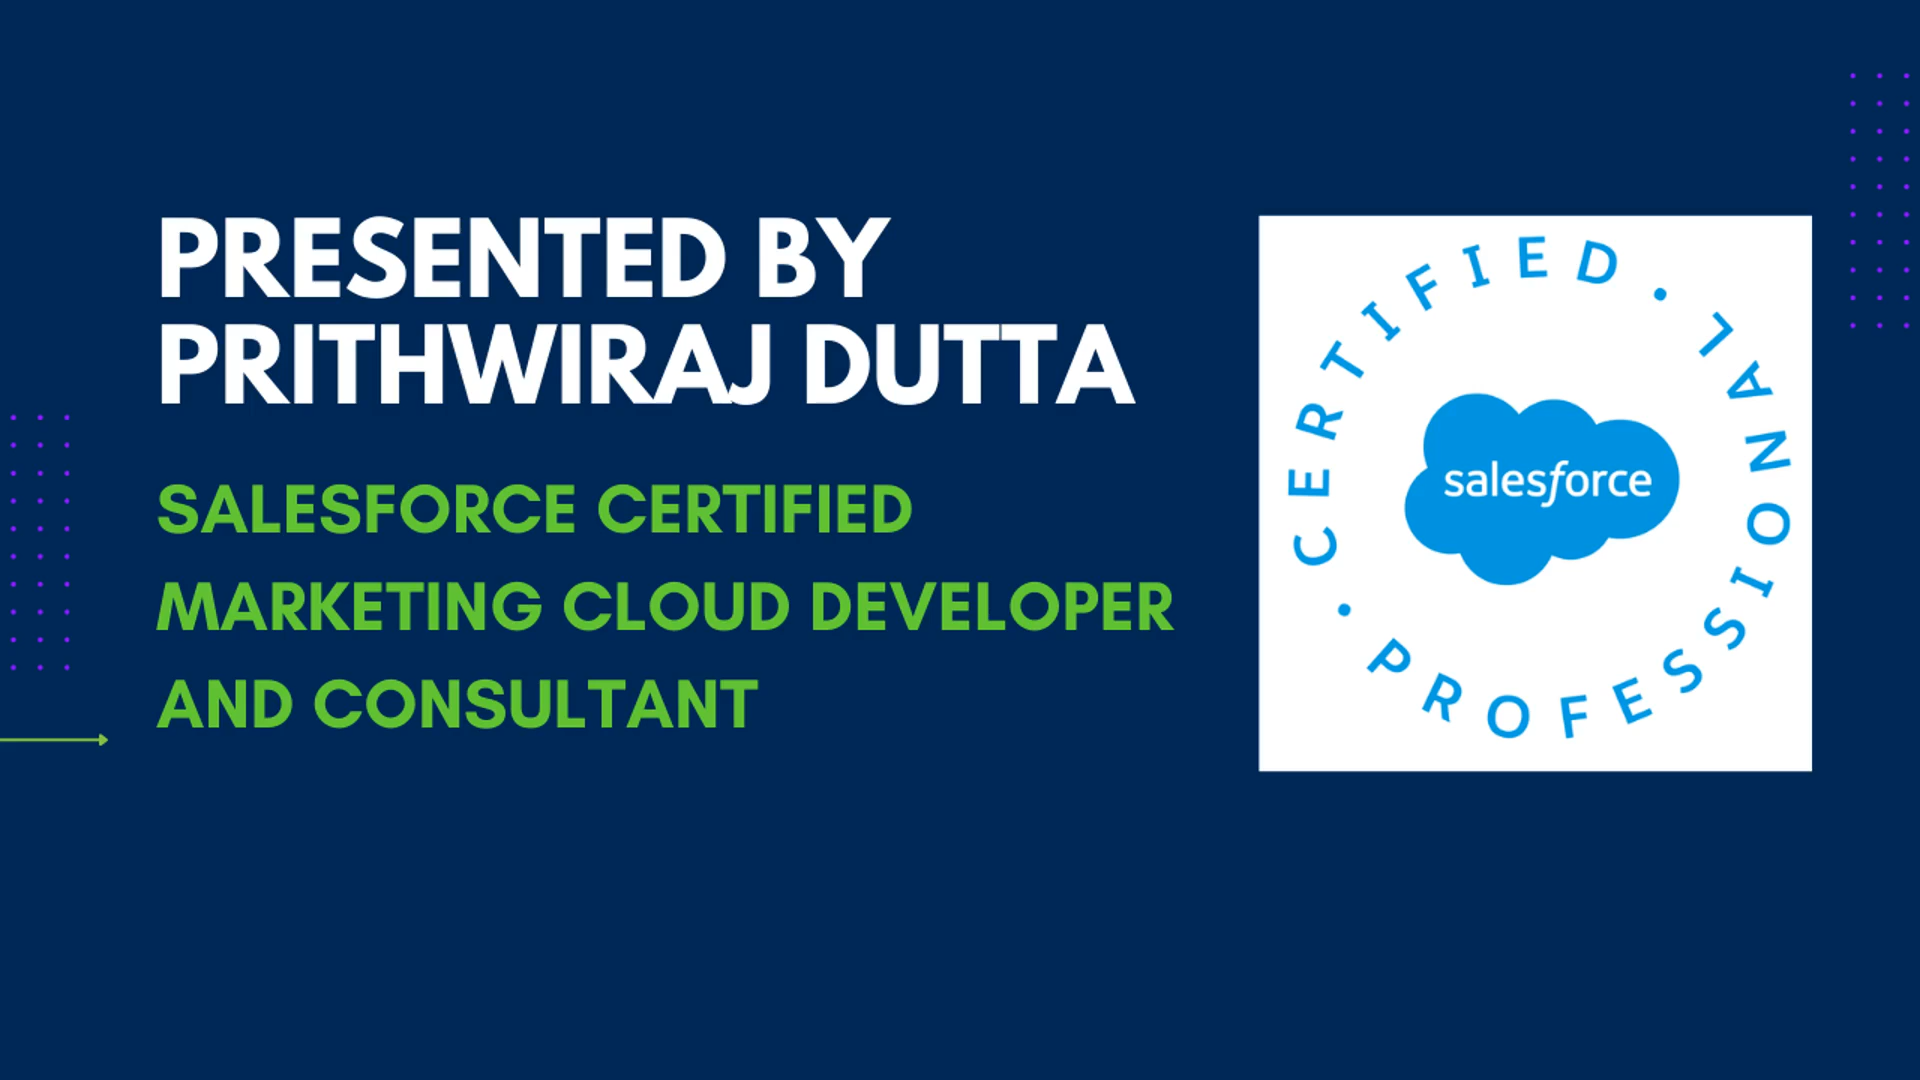 PRESENTED BY
PRITHWIRAJ DUTTA
SALESFORCE CERTIFIED
MARKETING CLOUD DEVELOPER
AND CONSULTANT
CERTIFIED • PROFESSIONAL •
salesforce